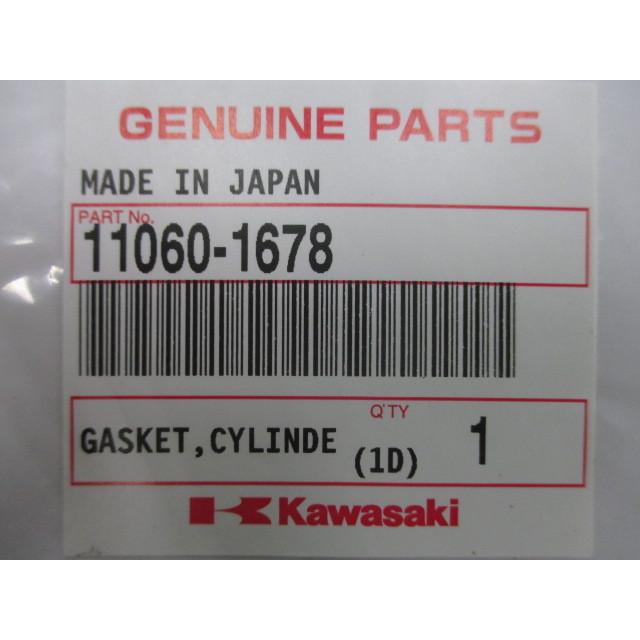 GENUINE PARTS
MADE IN JAPAN
PART No.
11060-1678
Q'TY
GASKET,CYLINDE (1D) 1
Kawasaki